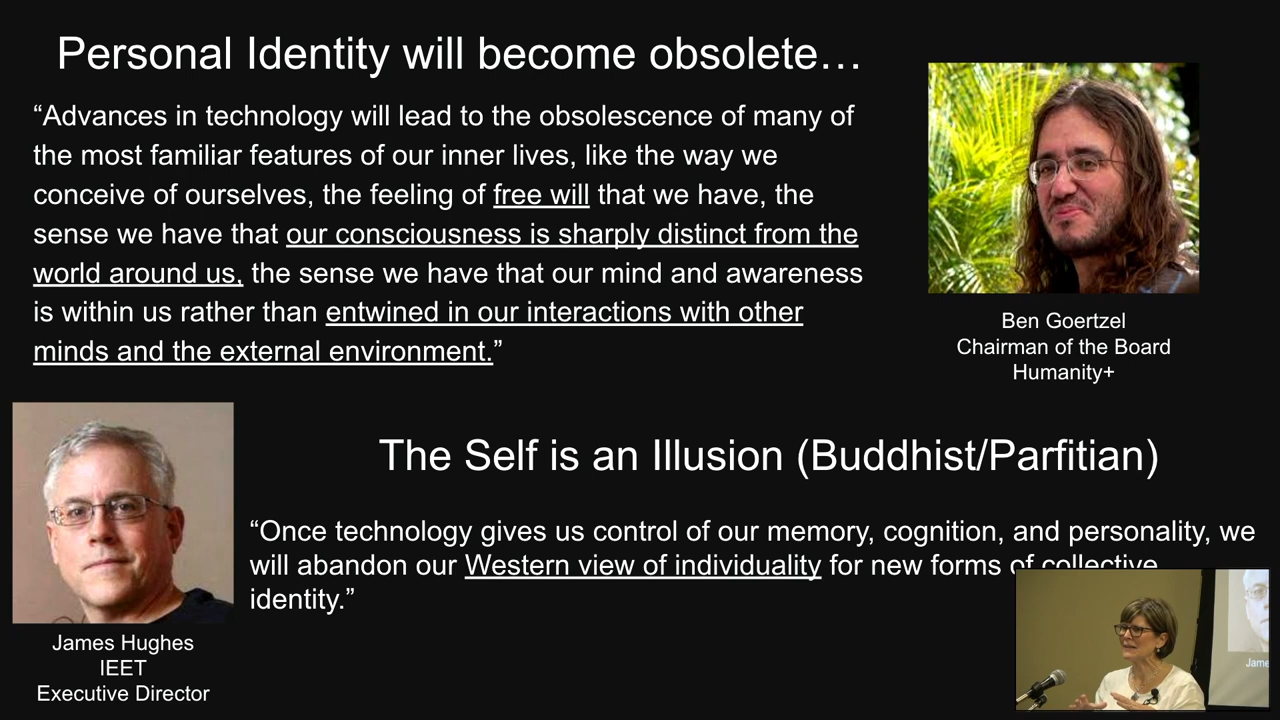 Personal Identity will become obsolete…
“Advances in technology will lead to the obsolescence of many of
the most familiar features of our inner lives, like the way we
conceive of ourselves, the feeling of free will that we have, the
sense we have that our consciousness is sharply distinct from the
world around us, the sense we have that our mind and awareness
is within us rather than entwined in our interactions with other
minds and the external environment.”
Ben Goertzel
Chairman of the Board
Humanity+
The Self is an Illusion (Buddhist/Parfitian)
“Once technology gives us control of our memory, cognition, and personality, we
will abandon our Western view of individuality for new forms of collective
identity.”
James Hughes
IEET
Executive Director
Jame